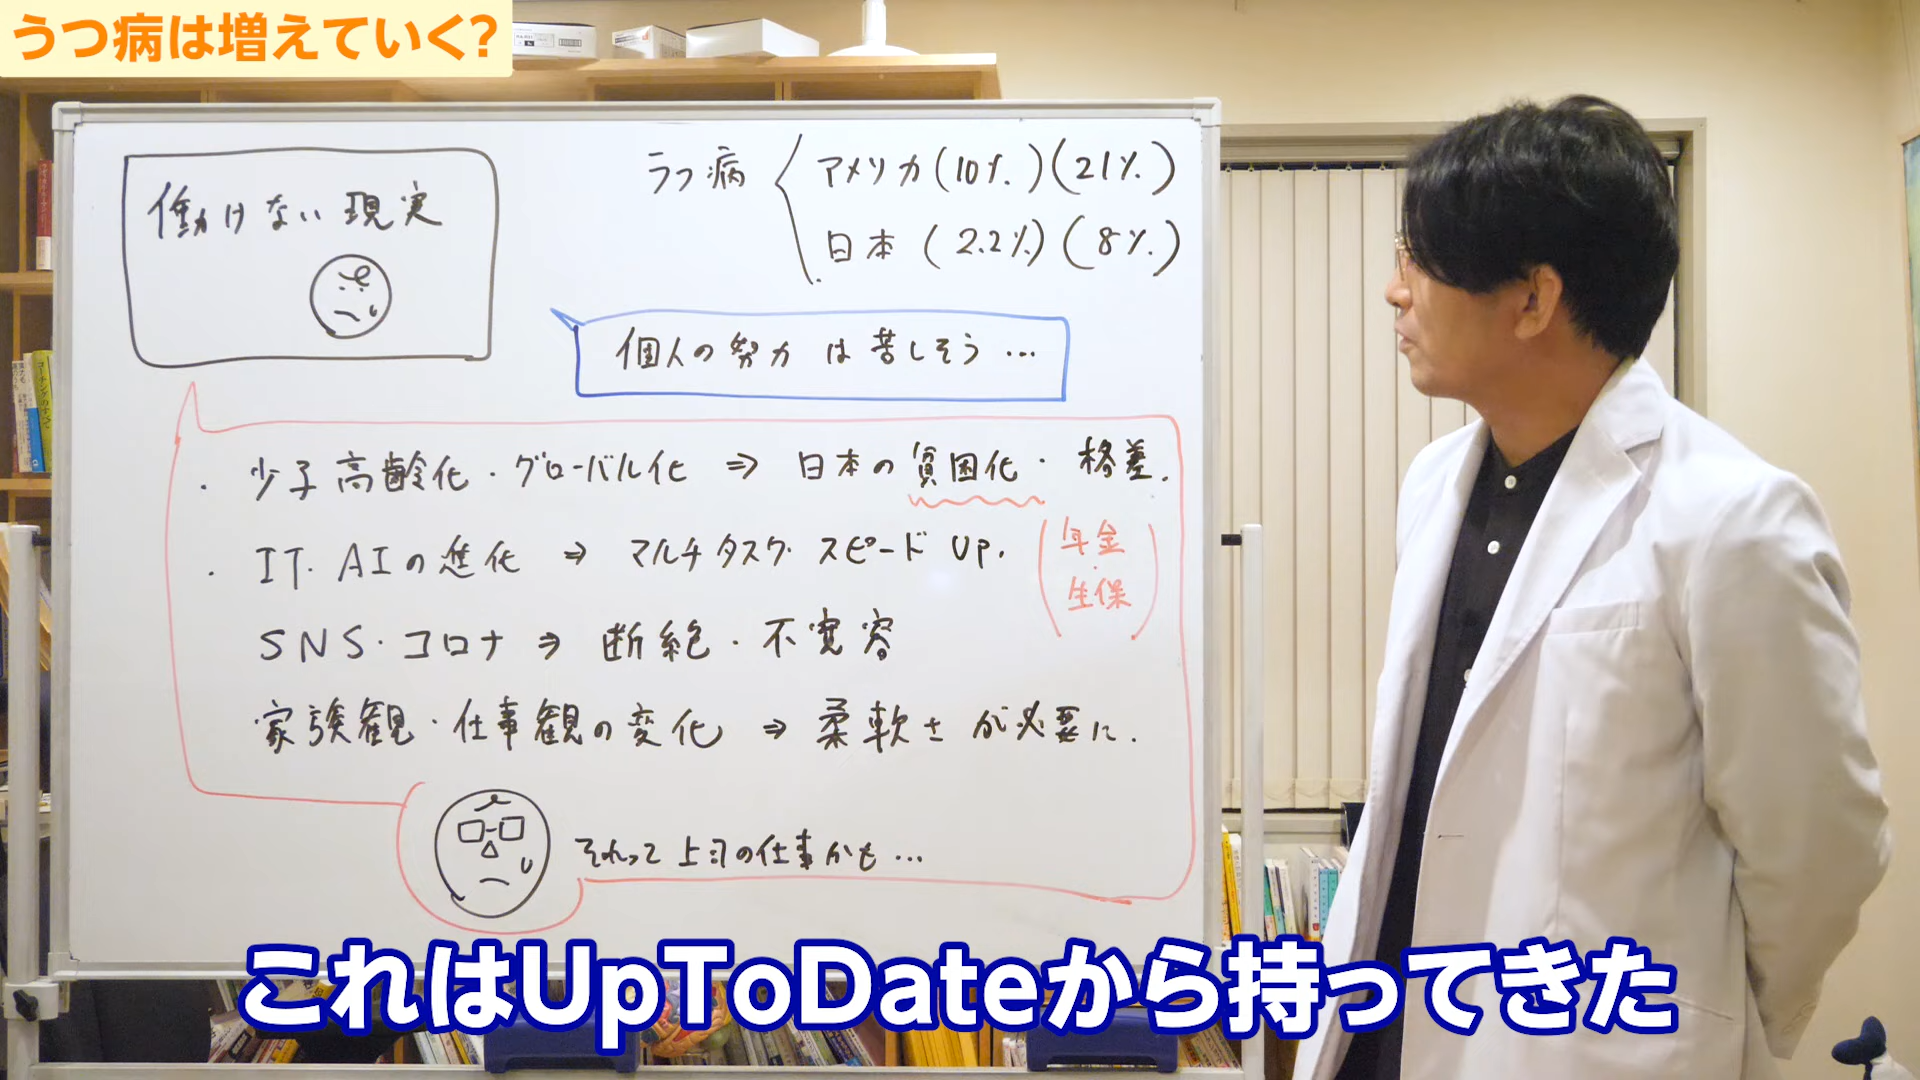 うつ病は増えていく?
働けない現実
うつ病 アメリカ (10%) (21%)
日本 (2.2%) (8%)
個人の努力は苦しそう…
・少子高齢化・グローバル化 ⇒ 日本の貧困化・格差.
・IT・AIの進化 ⇒ マルチタスク・スピードUP.
(年金・生保)
SNS・コロナ ⇒ 断絶・不寛容
家族観・仕事観の変化 ⇒ 柔軟さが必要に.
それって上司の仕事かも…
これはUpToDateから持ってきた